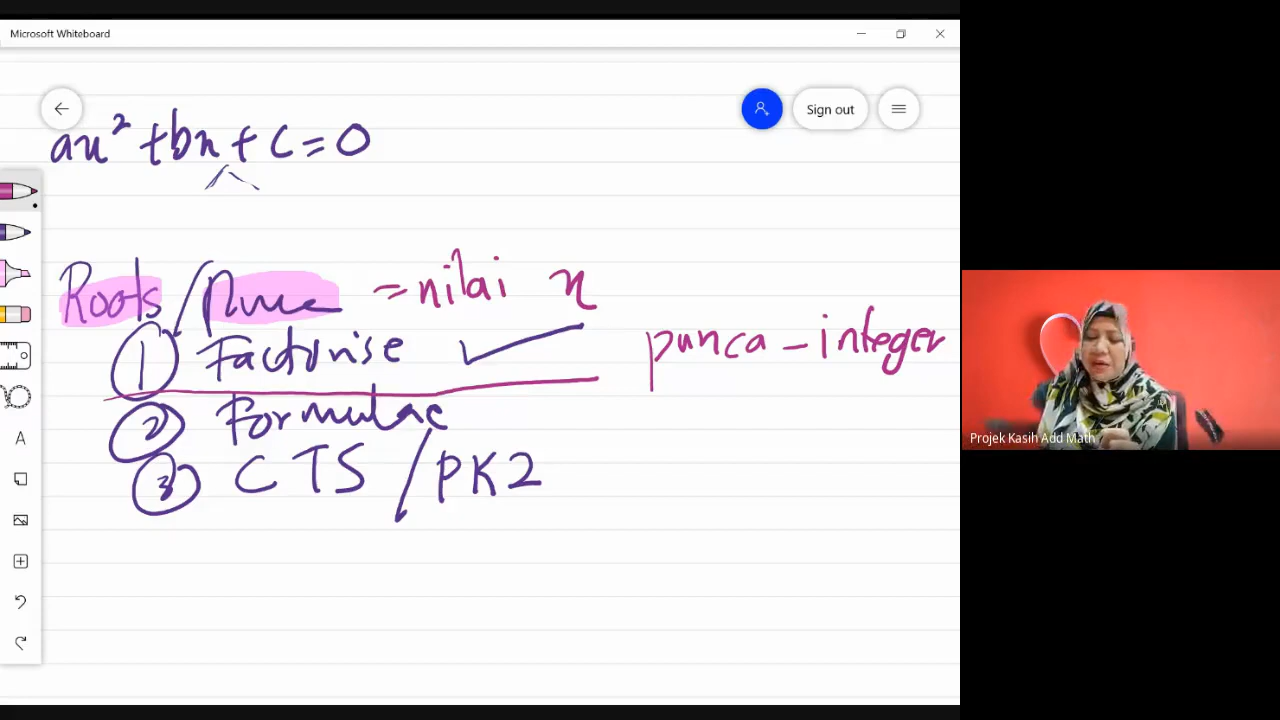 Microsoft Whiteboard
Sign out
ax² + bx + c = 0
Roots / Punca = nilai x
① Factorise ✓
punca - integer
② Formulae
③ CTS / PK2
A
Projek Kasih Add Math